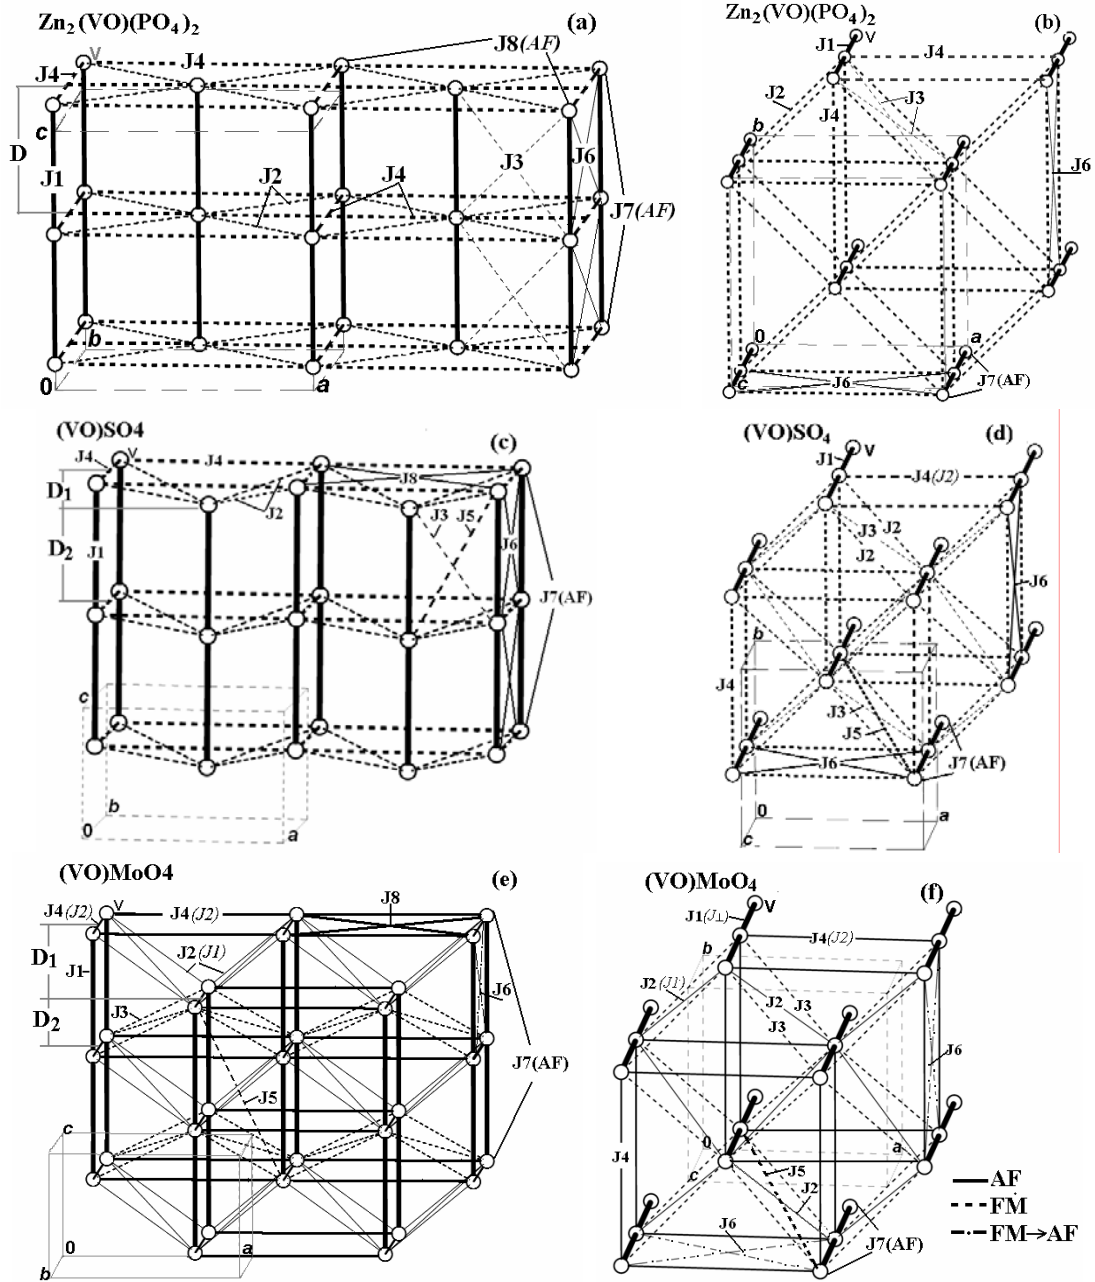 Zn2(VO)(PO4)2 (a)
J8(AF)
V
J4
J4
c
D
J1
J2
J4
J3
J6
J7(AF)
b
0
a
Zn2(VO)(PO4)2 (b)
J1
V
J4
J2
J3
J4
b
J6
0
a
c
J6
J7(AF)
(VO)SO4 (c)
J4
V
J4
D1
J8
J2
J3 J5
D2
J1
J6
J7(AF)
c
b
0
a
(VO)SO4 (d)
J1
V
J4(J2)
J3
J2
J2
J6
b
J4
J3
J5
J6
J7(AF)
0
a
c
(VO)MoO4 (e)
J4(J2)
V
J4(J2)
J8
D1
J1
J2(J1)
J6
D2
J3
J7(AF)
J5
c
0
a
b
(VO)MoO4 (f)
V
J1(J⊥)
J4(J2)
b
J2(J1)
J2
J3
J3
J6
0
a
J4
c
J5
J2
J6
J7(AF)
AF
FM
FM→AF